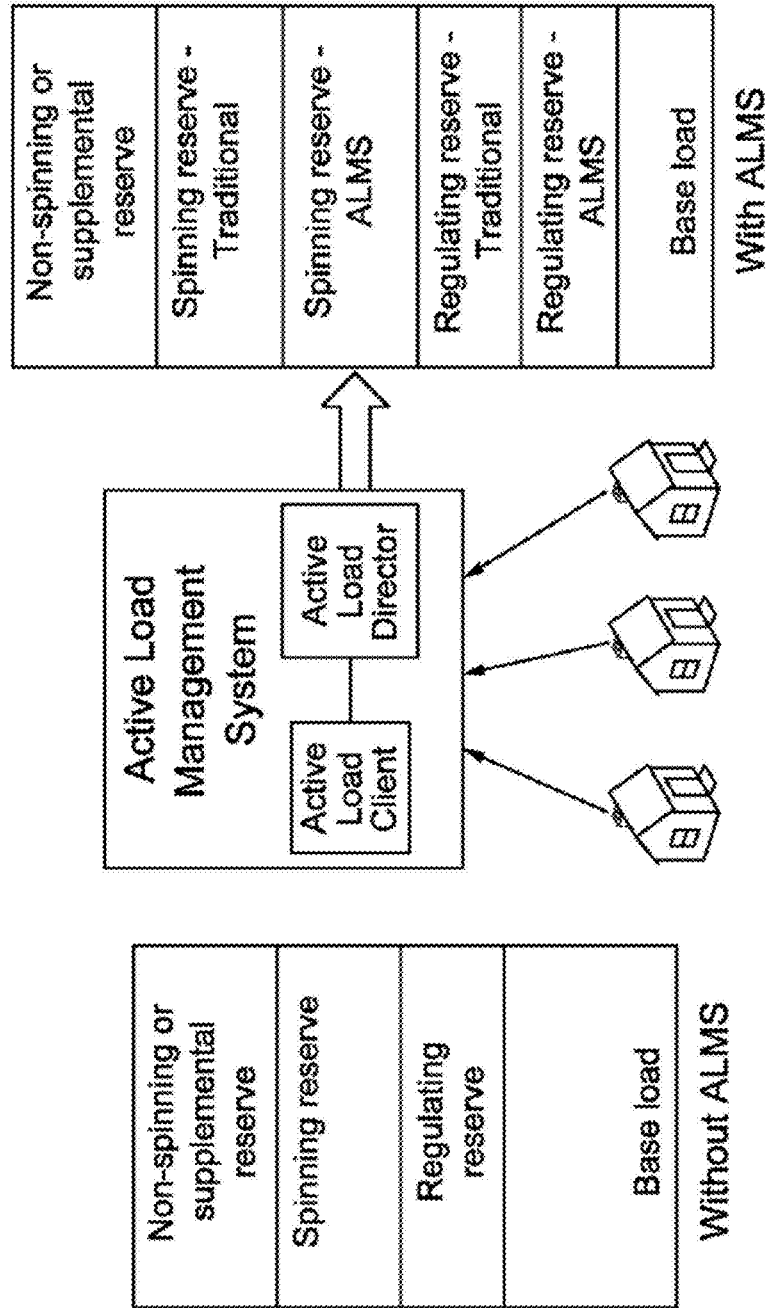 Non-spinning or
supplemental
reserve
Spinning reserve
Regulating
reserve
Base load
Without ALMS
Active Load
Management
System
Active
Load
Client
Active
Load
Director
Non-spinning or
supplemental
reserve
Spinning reserve -
Traditional
Spinning reserve -
ALMS
Regulating reserve -
Traditional
Regulating reserve -
ALMS
Base load
With ALMS